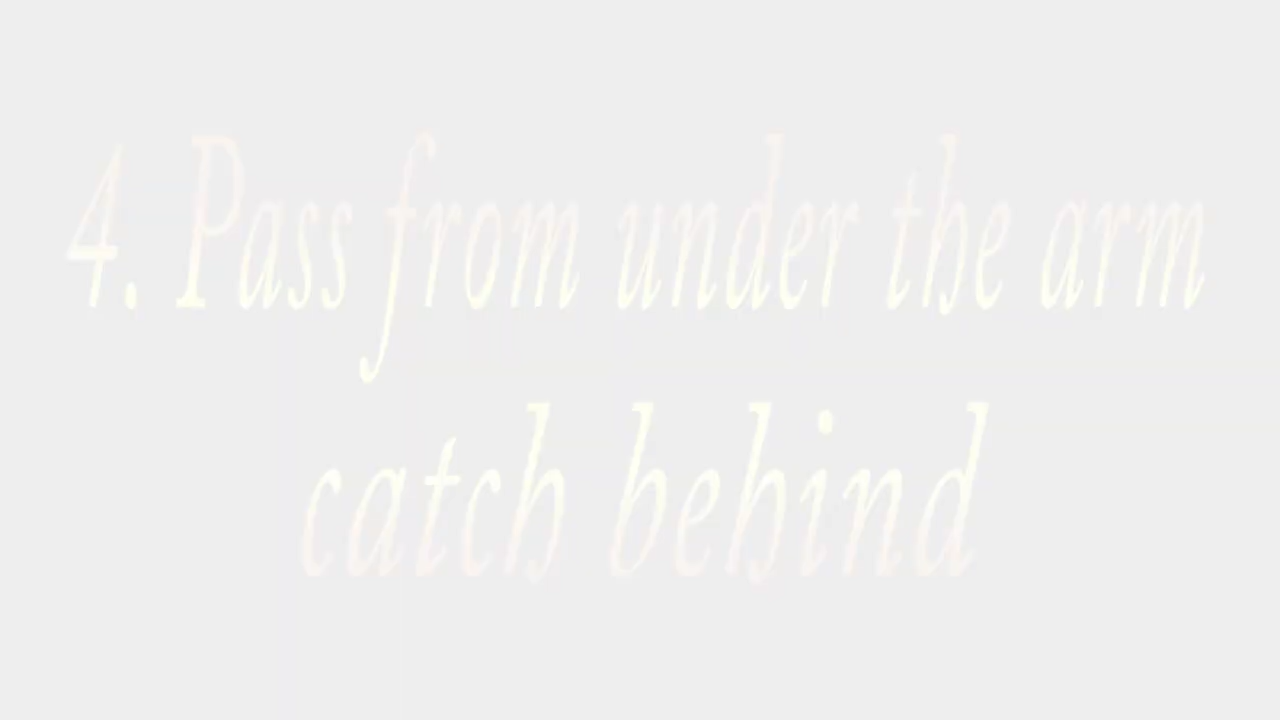 4. Pass from under the arm
catch behind